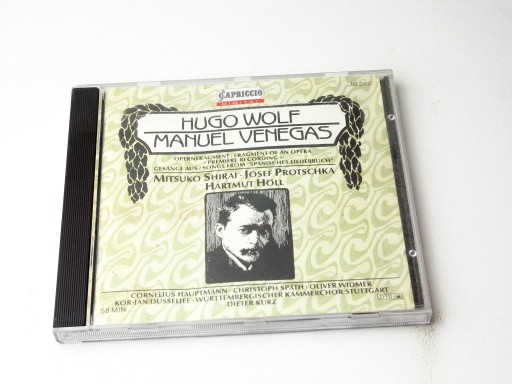 CAPRICCIO
DIGITAL
HUGO WOLF
MANUEL VENEGAS
OPERNFRAGMENT · FRAGMENT OF AN OPERA
– PREMIERE RECORDING –
GESÄNGE AUS · SONGS FROM "SPANISCHES LIEDERBUCH"
MITSUKO SHIRAI · JOSEF PROTSCHKA
HARTMUT HÖLL
CORNELIUS HAUPTMANN · CHRISTOPH SPÄTH · OLIVER WIDMER
KOR-JAN DUSSELJEE · WÜRTTEMBERGISCHER KAMMERCHOR STUTTGART
DIETER KURZ
58 MIN